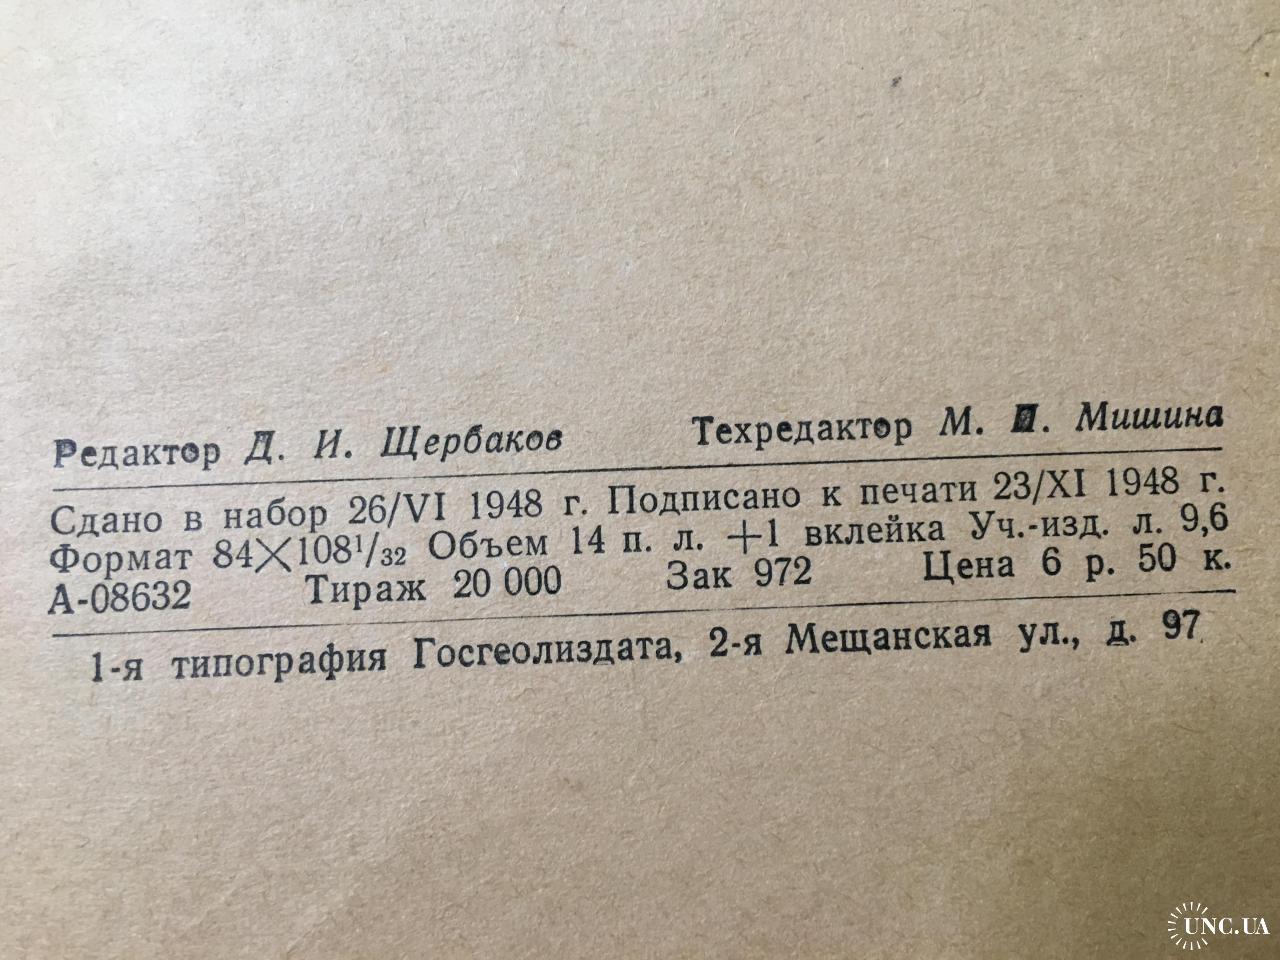 Редактор Д. И. Щербаков Техредактор М. П. Мишина
Сдано в набор 26/VI 1948 г. Подписано к печати 23/XI 1948 г.
Формат 84×108¹/₃₂ Объем 14 п. л. +1 вклейка Уч.-изд. л. 9,6
А-08632 Тираж 20 000 Зак 972 Цена 6 р. 50 к.
1-я типография Госгеолиздата, 2-я Мещанская ул., д. 97
UNC.UA